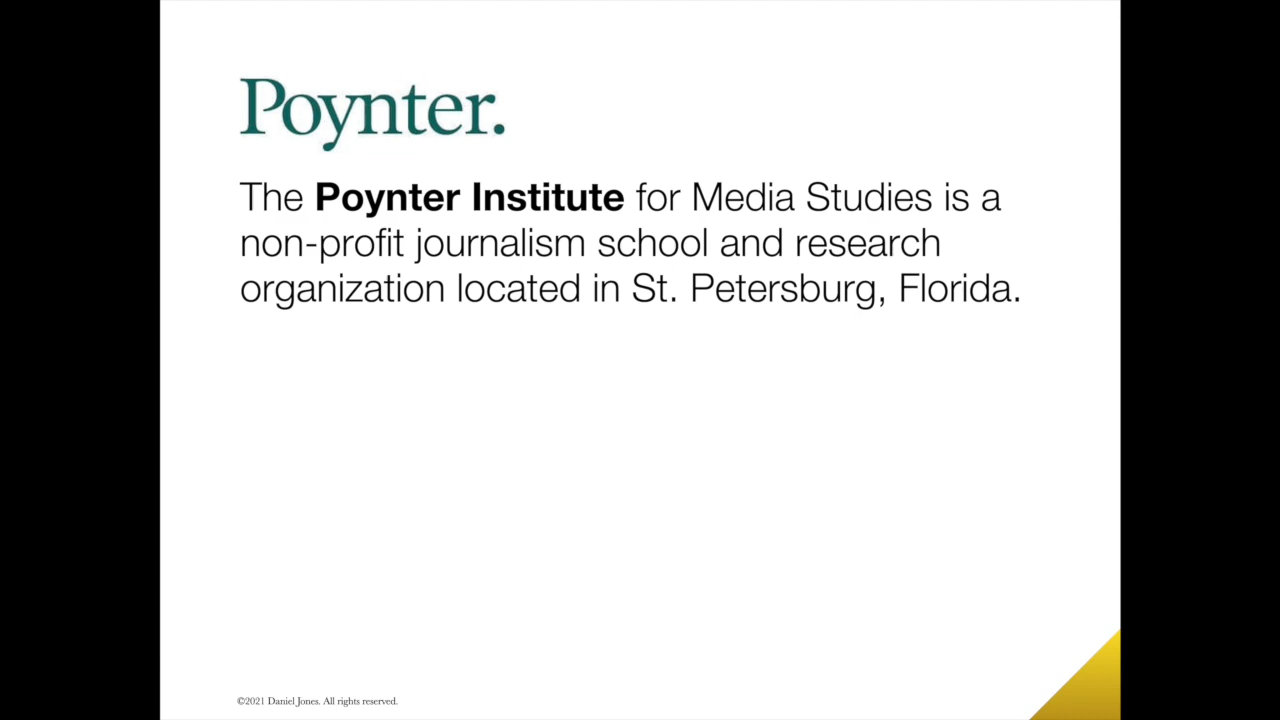 Poynter.
The Poynter Institute for Media Studies is a
non-profit journalism school and research
organization located in St. Petersburg, Florida.
©2021 Daniel Jones. All rights reserved.